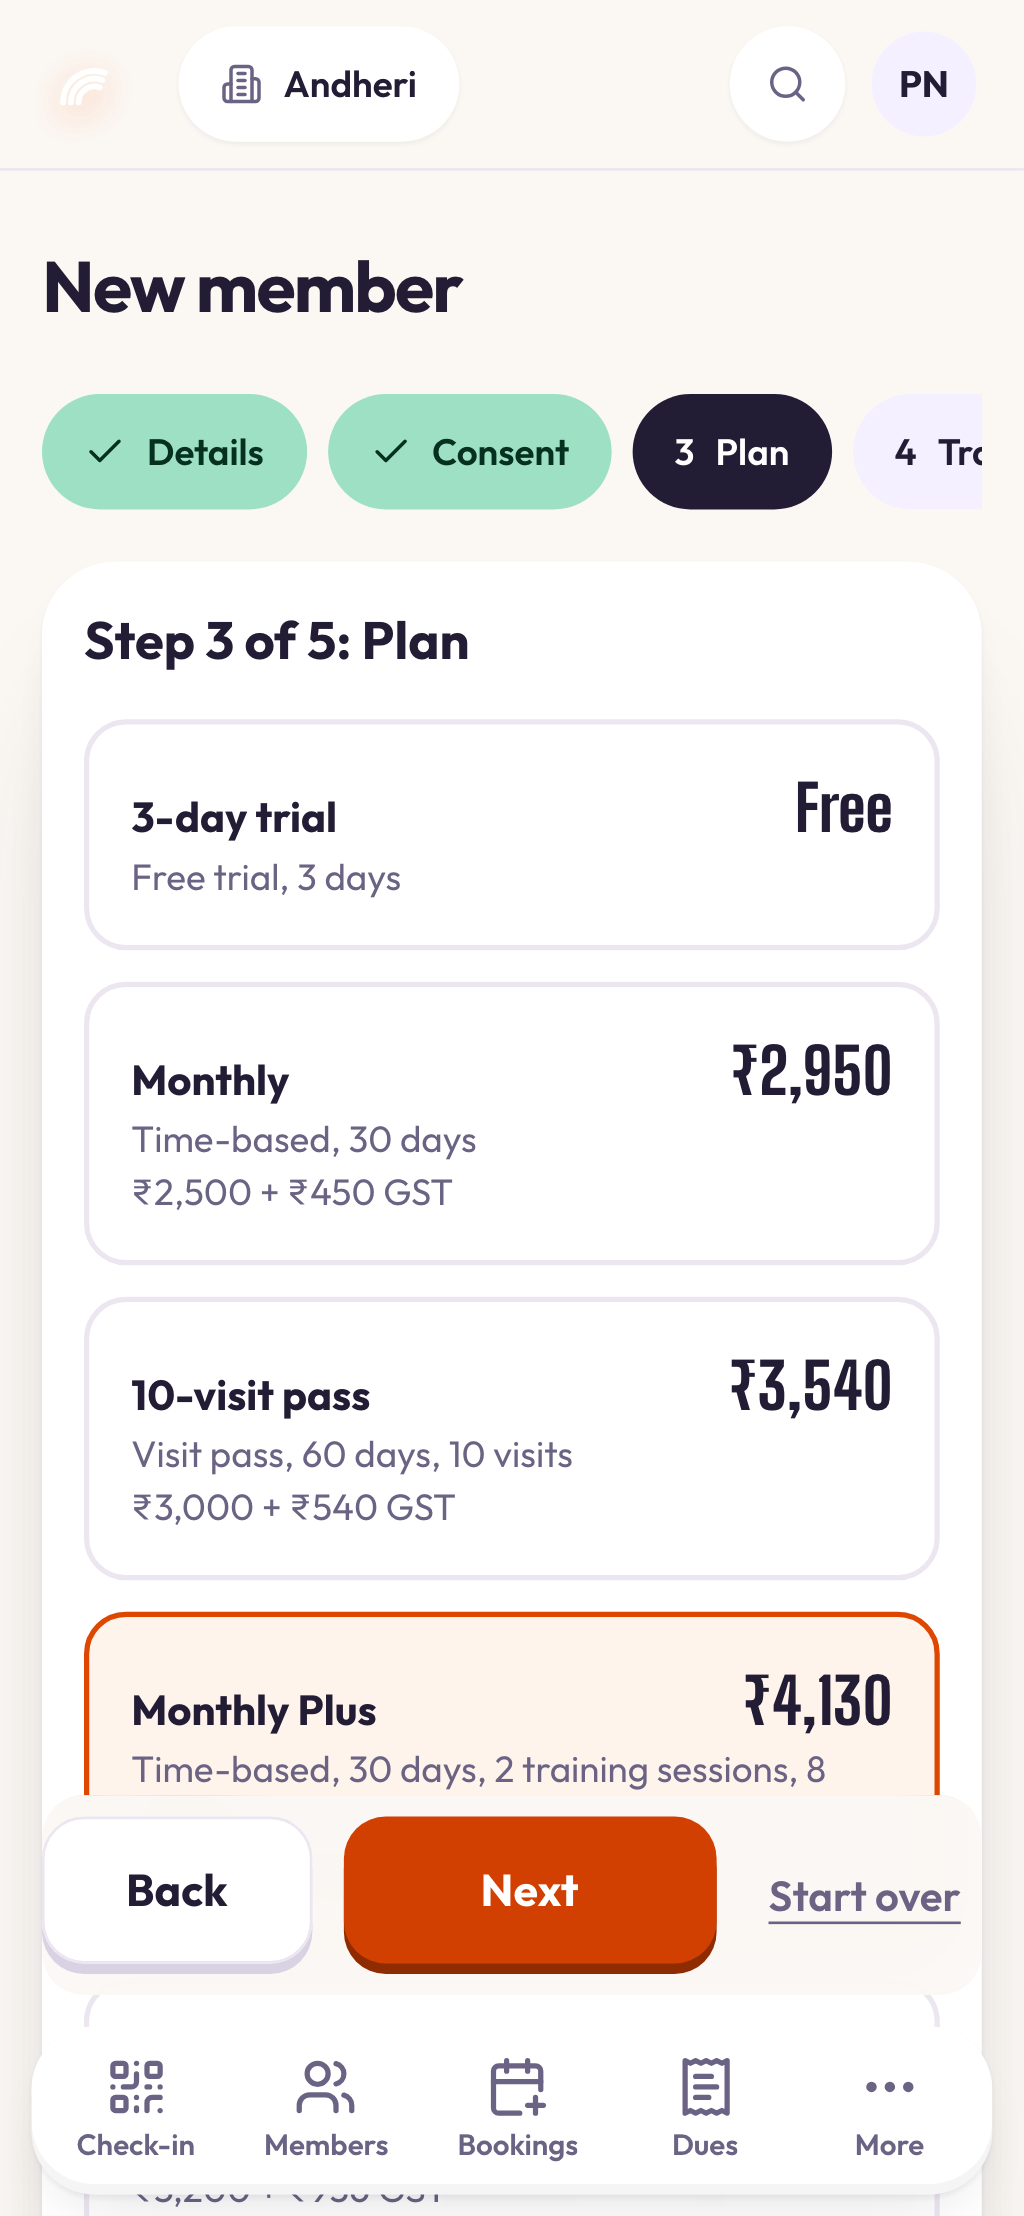 Andheri
PN
New member
Details
Consent
3 Plan
4
Step 3 of 5: Plan
3-day trial
Free
Free trial, 3 days
Monthly
₹2,950
Time-based, 30 days
₹2,500 + ₹450 GST
10-visit pass
₹3,540
Visit pass, 60 days, 10 visits
₹3,000 + ₹540 GST
Monthly Plus
₹4,130
Time-based, 30 days, 2 training sessions, 8
Back
Next
Start over
Check-in
Members
Bookings
Dues
More